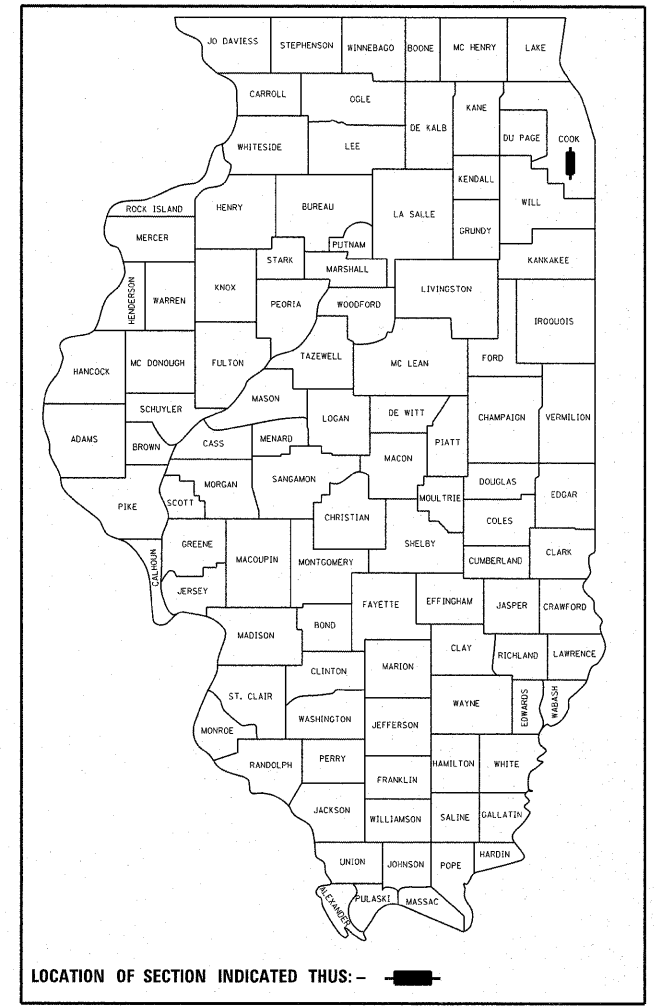 JO DAVIESS
STEPHENSON
WINNEBAGO
BOONE
MC HENRY
LAKE
CARROLL
OGLE
DE KALB
KANE
DU PAGE
COOK
WHITESIDE
LEE
KENDALL
WILL
ROCK ISLAND
HENRY
BUREAU
LA SALLE
GRUNDY
MERCER
PUTNAM
STARK
MARSHALL
KANKAKEE
HENDERSON
WARREN
KNOX
PEORIA
WOODFORD
LIVINGSTON
IROQUOIS
HANCOCK
MC DONOUGH
FULTON
TAZEWELL
MC LEAN
FORD
SCHUYLER
MASON
LOGAN
DE WITT
CHAMPAIGN
VERMILION
ADAMS
BROWN
CASS
MENARD
MACON
PIATT
PIKE
SCOTT
MORGAN
SANGAMON
MOULTRIE
DOUGLAS
EDGAR
CHRISTIAN
COLES
SHELBY
CALHOUN
GREENE
MACOUPIN
MONTGOMERY
CUMBERLAND
CLARK
JERSEY
FAYETTE
EFFINGHAM
JASPER
CRAWFORD
MADISON
BOND
CLAY
RICHLAND
LAWRENCE
CLINTON
MARION
ST. CLAIR
WAYNE
EDWARDS
WABASH
MONROE
WASHINGTON
JEFFERSON
RANDOLPH
PERRY
HAMILTON
WHITE
FRANKLIN
JACKSON
WILLIAMSON
SALINE
GALLATIN
UNION
JOHNSON
POPE
HARDIN
ALEXANDER
PULASKI
MASSAC
LOCATION OF SECTION INDICATED THUS: –